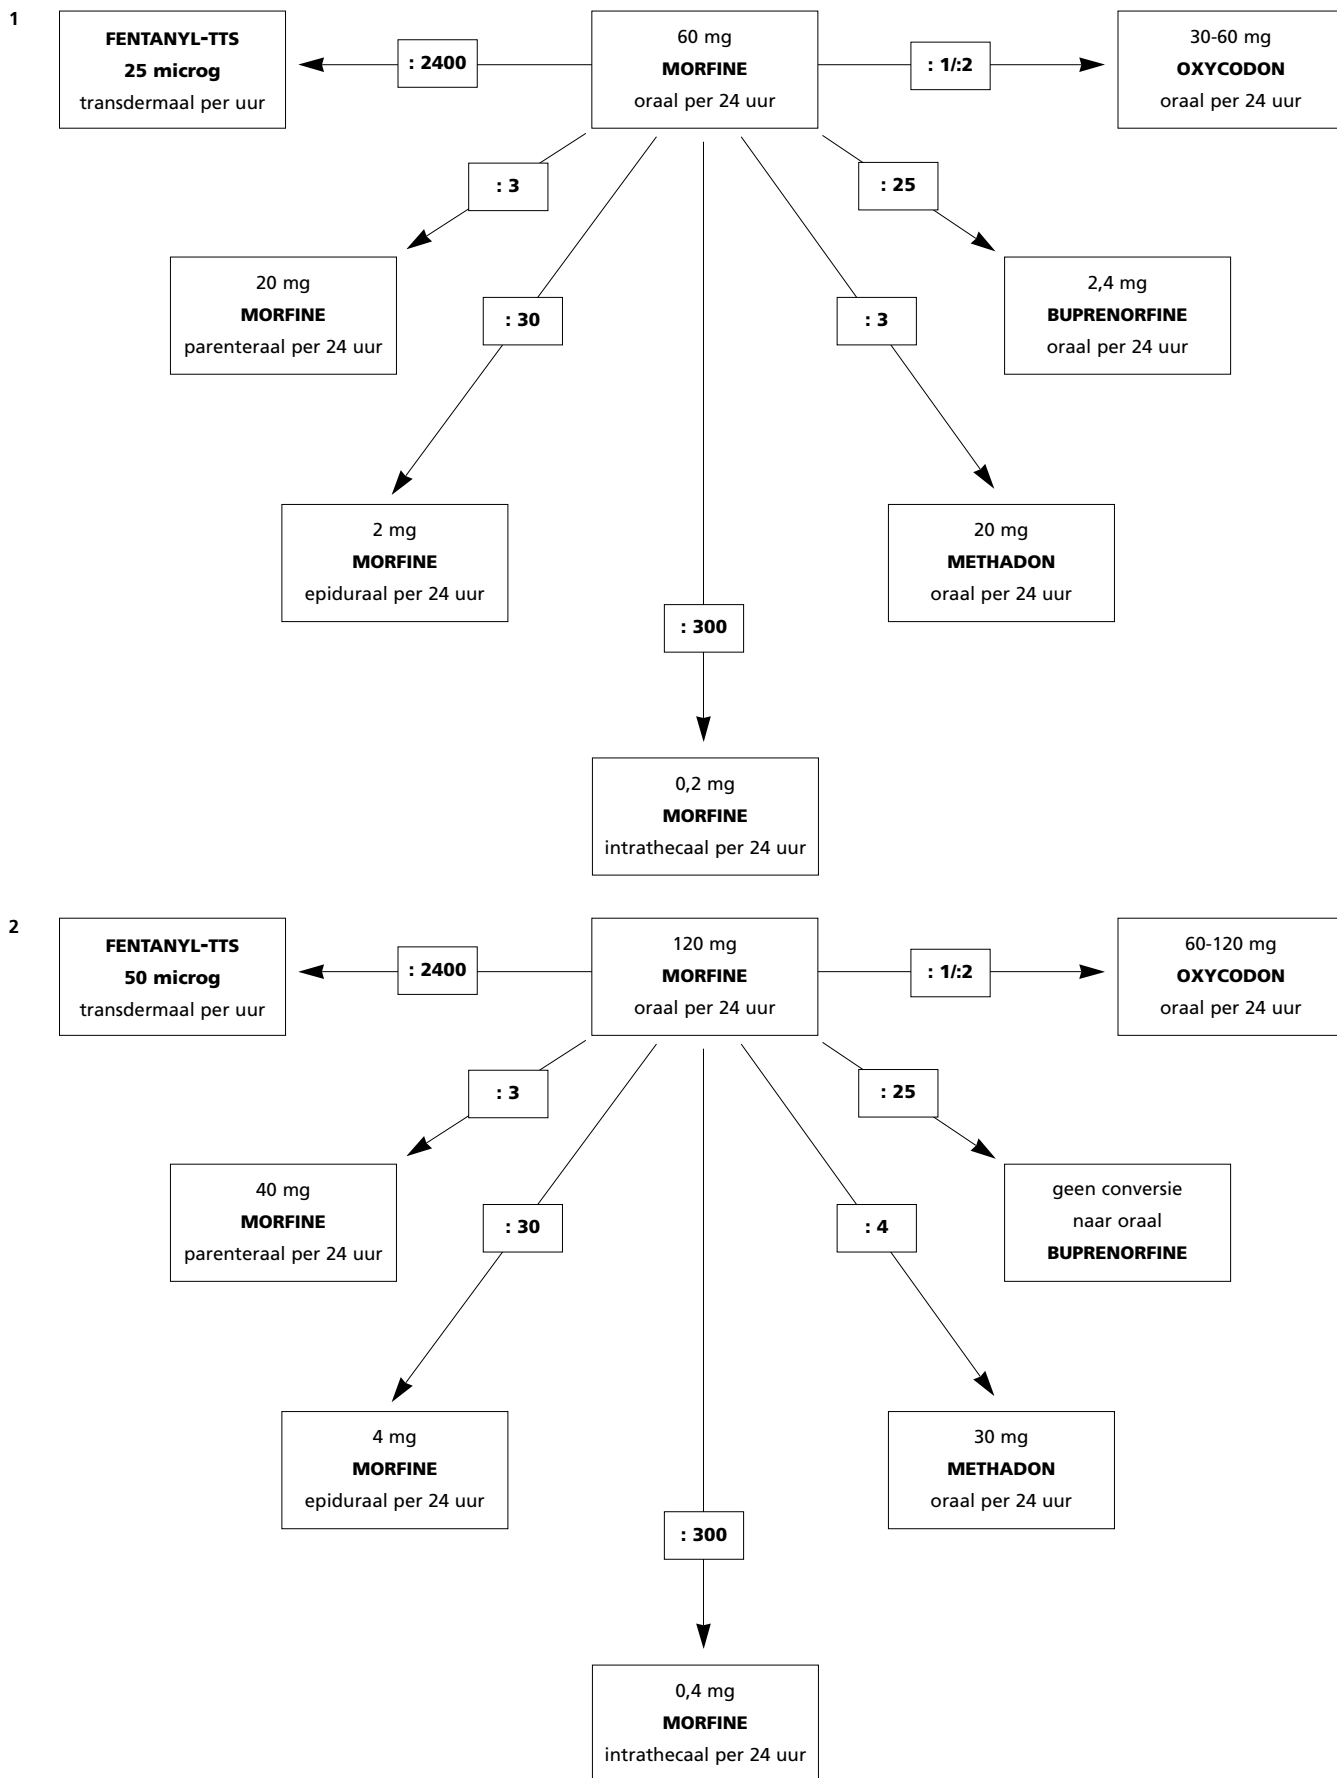 1
FENTANYL-TTS
25 microg
transdermaal per uur
: 2400
60 mg
MORFINE
oraal per 24 uur
: 1/:2
30-60 mg
OXYCODON
oraal per 24 uur
: 3
: 25
20 mg
MORFINE
parenteraal per 24 uur
: 30
: 3
2,4 mg
BUPRENORFINE
oraal per 24 uur
2 mg
MORFINE
epiduraal per 24 uur
20 mg
METHADON
oraal per 24 uur
: 300
0,2 mg
MORFINE
intrathecaal per 24 uur
2
FENTANYL-TTS
50 microg
transdermaal per uur
: 2400
120 mg
MORFINE
oraal per 24 uur
: 1/:2
60-120 mg
OXYCODON
oraal per 24 uur
: 3
: 25
40 mg
MORFINE
parenteraal per 24 uur
: 30
: 4
geen conversie
naar oraal
BUPRENORFINE
4 mg
MORFINE
epiduraal per 24 uur
30 mg
METHADON
oraal per 24 uur
: 300
0,4 mg
MORFINE
intrathecaal per 24 uur